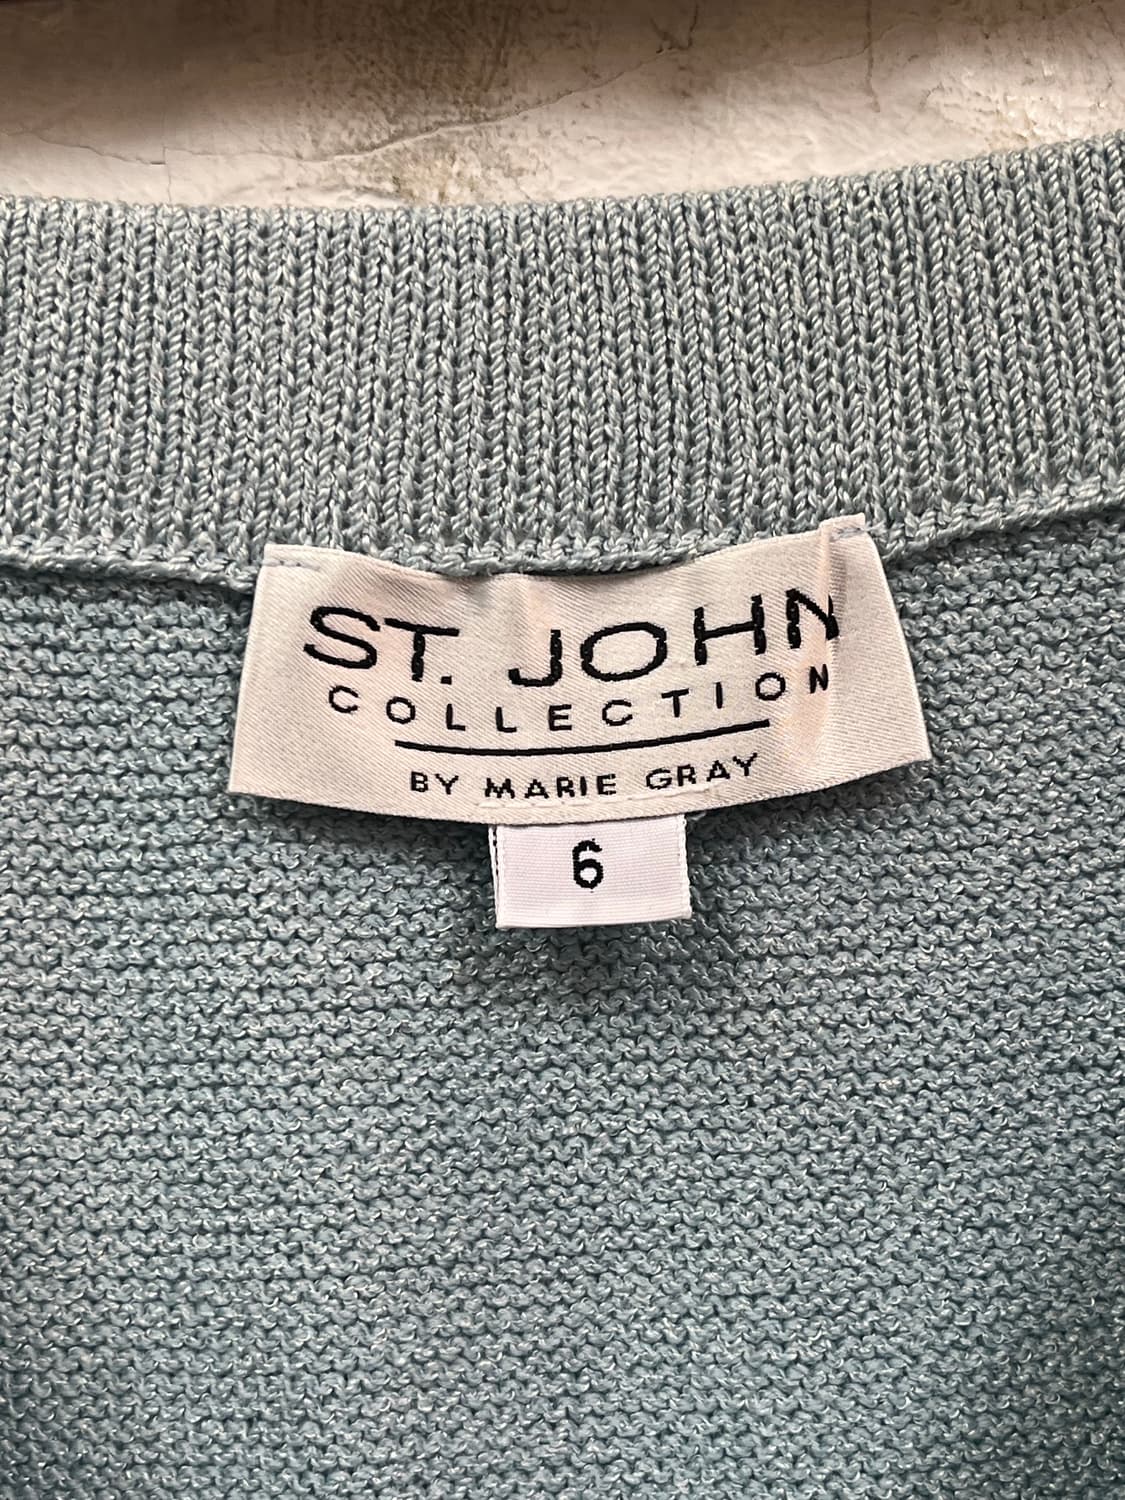 ST. JOHN
COLLECTION
BY MARIE GRAY
6